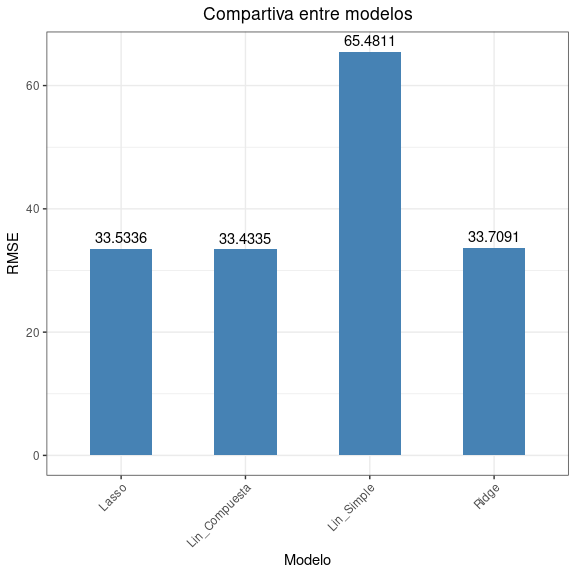 Compartiva entre modelos
65.4811
60
40
33.5336
33.4335
33.7091
RMSE
20
0
Lasso
Lin_Compuesta
Lin_Simple
Ridge
Modelo